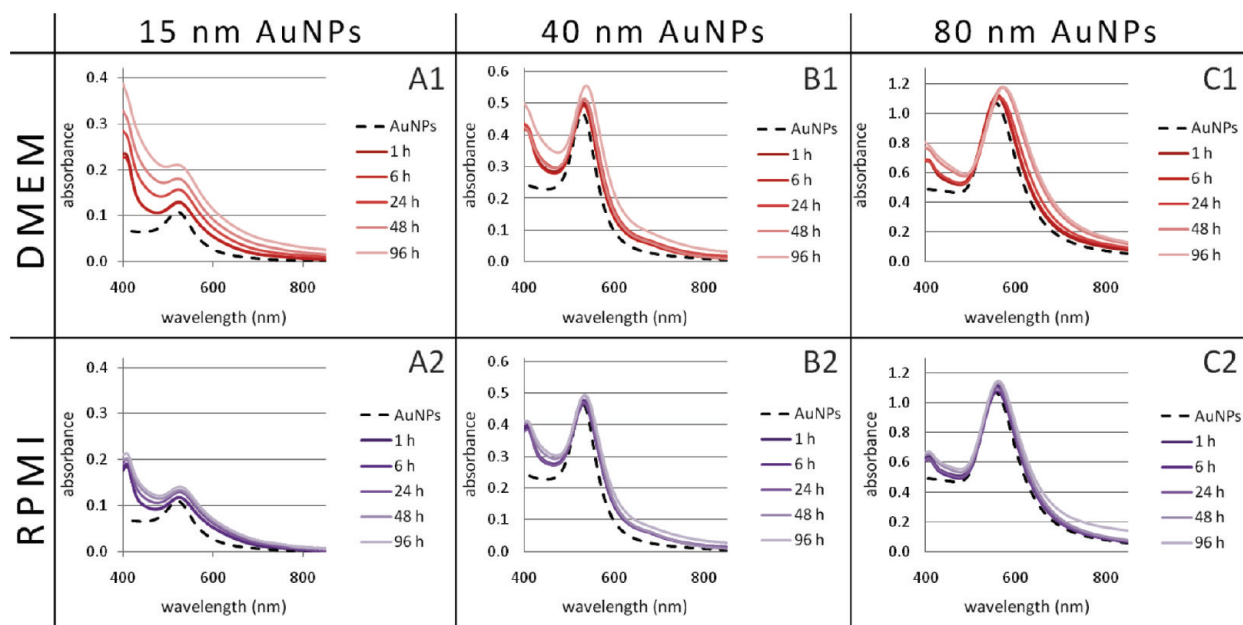 15 nm AuNPs
40 nm AuNPs
80 nm AuNPs
DMEM
A1
0.4
0.3
0.2
0.1
0.0
absorbance
400 600 800
wavelength (nm)
AuNPs
1 h
6 h
24 h
48 h
96 h
B1
0.6
0.5
0.4
0.3
0.2
0.1
0.0
absorbance
400 600 800
wavelength (nm)
AuNPs
1 h
6 h
24 h
48 h
96 h
C1
1.2
1.0
0.8
0.6
0.4
0.2
0.0
absorbance
400 600 800
wavelength (nm)
AuNPs
1 h
6 h
24 h
48 h
96 h
RPMI
A2
0.4
0.3
0.2
0.1
0.0
absorbance
400 600 800
wavelength (nm)
AuNPs
1 h
6 h
24 h
48 h
96 h
B2
0.6
0.5
0.4
0.3
0.2
0.1
0.0
absorbance
400 600 800
wavelength (nm)
AuNPs
1 h
6 h
24 h
48 h
96 h
C2
1.2
1.0
0.8
0.6
0.4
0.2
0.0
absorbance
400 600 800
wavelength (nm)
AuNPs
1 h
6 h
24 h
48 h
96 h